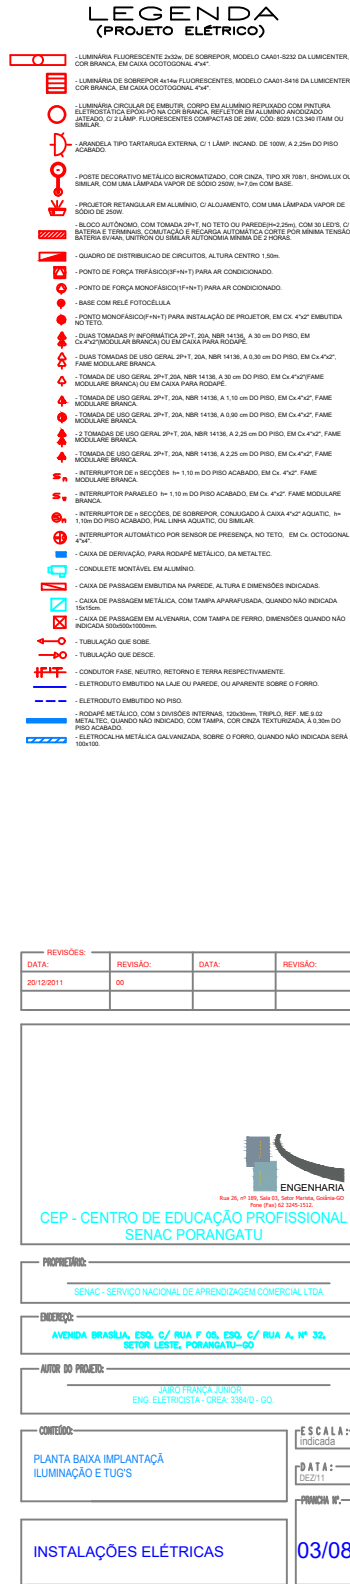 LEGENDA
(PROJETO ELÉTRICO)
- LUMINÁRIA FLUORESCENTE 2x32w, DE SOBREPOR, MODELO CAA01-S232 DA LUMICENTER,
COR BRANCA, EM CAIXA OCOTOGONAL 4"x4".
- LUMINÁRIA DE SOBREPOR 4x14w FLUORESCENTES, MODELO CAA01-S416 DA LUMICENTER
COR BRANCA, EM CAIXA OCOTOGONAL 4"x4".
- LUMINÁRIA CIRCULAR DE EMBUTIR, CORPO EM ALUMÍNIO REPUXADO COM PINTURA
ELETROSTÁTICA EPÓXI-PÓ NA COR BRANCA, REFLETOR EM ALUMÍNIO ANODIZADO
JATEADO, C/ 2 LÂMP. FLUORESCENTES COMPACTAS DE 26W, CÓD: 8029.1C3.340 ITAIM OU
SIMILAR.
- ARANDELA TIPO TARTARUGA EXTERNA, C/ 1 LÂMP. INCAND. DE 100W, A 2,25m DO PISO
ACABADO.
- POSTE DECORATIVO METÁLICO BICROMATIZADO, COR CINZA, TIPO XR 708/1, SHOWLUX OU
SIMILAR, COM UMA LÂMPADA VAPOR DE SÓDIO 250W, h=7,0m COM BASE.
- PROJETOR RETANGULAR EM ALUMÍNIO, C/ ALOJAMENTO, COM UMA LÂMPADA VAPOR DE
SÓDIO DE 250W.
- BLOCO AUTÔNOMO, COM TOMADA 2P+T, NO TETO OU PAREDE(H=2,25m), COM 30 LED'S, C/
BATERIA E TERMINAIS, COMUTAÇÃO E RECARGA AUTOMÁTICA CORTE POR MÍNIMA TENSÃO
BATERIA 6V/4Ah, UNITRON OU SIMILAR AUTONOMIA MÍNIMA DE 2 HORAS.
- QUADRO DE DISTRIBUICAO DE CIRCUITOS, ALTURA CENTRO 1,50m.
- PONTO DE FORÇA TRIFÁSICO(3F+N+T) PARA AR CONDICIONADO.
- PONTO DE FORÇA MONOFÁSICO(1F+N+T) PARA AR CONDICIONADO.
- BASE COM RELÉ FOTOCÉLULA
- PONTO MONOFÁSICO(F+N+T) PARA INSTALAÇÃO DE PROJETOR, EM CX. 4"x2" EMBUTIDA
NO TETO.
- DUAS TOMADAS P/ INFORMÁTICA 2P+T, 20A, NBR 14136, A 30 cm DO PISO, EM
Cx.4"x2"(MODULAR BRANCA) OU EM CAIXA PARA RODAPÉ.
- DUAS TOMADAS DE USO GERAL 2P+T, 20A, NBR 14136, A 0,30 cm DO PISO, EM Cx.4"x2",
FAME MODULARE BRANCA.
- TOMADA DE USO GERAL 2P+T,20A, NBR 14136, A 30 cm DO PISO, EM Cx.4"x2"(FAME
MODULARE BRANCA) OU EM CAIXA PARA RODAPÉ.
- TOMADA DE USO GERAL 2P+T, 20A, NBR 14136, A 1,10 cm DO PISO, EM Cx.4"x2", FAME
MODULARE BRANCA.
- TOMADA DE USO GERAL 2P+T, 20A, NBR 14136, A 0,90 cm DO PISO, EM Cx.4"x2", FAME
MODULARE BRANCA.
- 2 TOMADAS DE USO GERAL 2P+T, 20A, NBR 14136, A 2,25 cm DO PISO, EM Cx.4"x2", FAME
MODULARE BRANCA.
- TOMADA DE USO GERAL 2P+T, 20A, NBR 14136, A 2,25 cm DO PISO, EM Cx.4"x2", FAME
MODULARE BRANCA.
S n - INTERRUPTOR DE n SECÇÕES h= 1,10 m DO PISO ACABADO, EM Cx. 4"x2". FAME
MODULARE BRANCA.
- INTERRUPTOR PARAELEO h= 1,10 m DO PISO ACABADO, EM Cx. 4"x2". FAME MODULARE
BRANCA.
S n - INTERRUPTOR DE n SECÇÕES, DE SOBREPOR, CONJUGADO À CAIXA 4"x2" AQUATIC, h=
1,10m DO PISO ACABADO, PIAL LINHA AQUATIC, OU SIMILAR.
- INTERRUPTOR AUTOMÁTICO POR SENSOR DE PRESENÇA, NO TETO, EM Cx. OCTOGONAL
4"x4".
- CAIXA DE DERIVAÇÃO, PARA RODAPÉ METÁLICO, DA METALTEC.
- CONDULETE MONTÁVEL EM ALUMÍNIO.
- CAIXA DE PASSAGEM EMBUTIDA NA PAREDE, ALTURA E DIMENSÕES INDICADAS.
- CAIXA DE PASSAGEM METÁLICA, COM TAMPA APARAFUSADA, QUANDO NÃO INDICADA
15x15cm.
- CAIXA DE PASSAGEM EM ALVENARIA, COM TAMPA DE FERRO, DIMENSÕES QUANDO NÃO
INDICADA 500x500x1000mm.
- TUBULAÇÃO QUE SOBE.
- TUBULAÇÃO QUE DESCE.
- CONDUTOR FASE, NEUTRO, RETORNO E TERRA RESPECTIVAMENTE.
- ELETRODUTO EMBUTIDO NA LAJE OU PAREDE, OU APARENTE SOBRE O FORRO.
- ELETRODUTO EMBUTIDO NO PISO.
- RODAPÉ METÁLICO, COM 3 DIVISÕES INTERNAS, 120x30mm, TRIPLO, REF. ME.9.02
METALTEC, QUANDO NÃO INDICADO, COM TAMPA, COR CINZA TEXTURIZADA, À 0,30m DO
PISO ACABADO.
- ELETROCALHA METÁLICA GALVANIZADA, SOBRE O FORRO, QUANDO NÃO INDICADA SERÁ
100x100.
REVISÕES:
DATA: REVISÃO: DATA: REVISÃO:
20/12/2011 00
ENGENHARIA
Rua 26, nº 189, Sala 03, Setor Marista, Goiânia-GO
Fone (Fax) 62 3245-1512.
CEP - CENTRO DE EDUCAÇÃO PROFISSIONAL
SENAC PORANGATU
PROPRIETÁRIO:
SENAC - SERVIÇO NACIONAL DE APRENDIZAGEM COMERCIAL LTDA.
ENDEREÇO:
AVENIDA BRASÍLIA, ESQ. C/ RUA F 05, ESQ. C/ RUA A, Nº 32,
SETOR LESTE, PORANGATU-GO
AUTOR DO PROJETO:
JAIRO FRANÇA JUNIOR
ENG. ELETRICISTA - CREA: 3384/D - GO.
CONTEÚDO:
PLANTA BAIXA IMPLANTAÇÃ
ILUMINAÇÃO E TUG'S
ESCALA:
indicada
DATA:
DEZ/11
PRANCHA Nº.
INSTALAÇÕES ELÉTRICAS
03/08